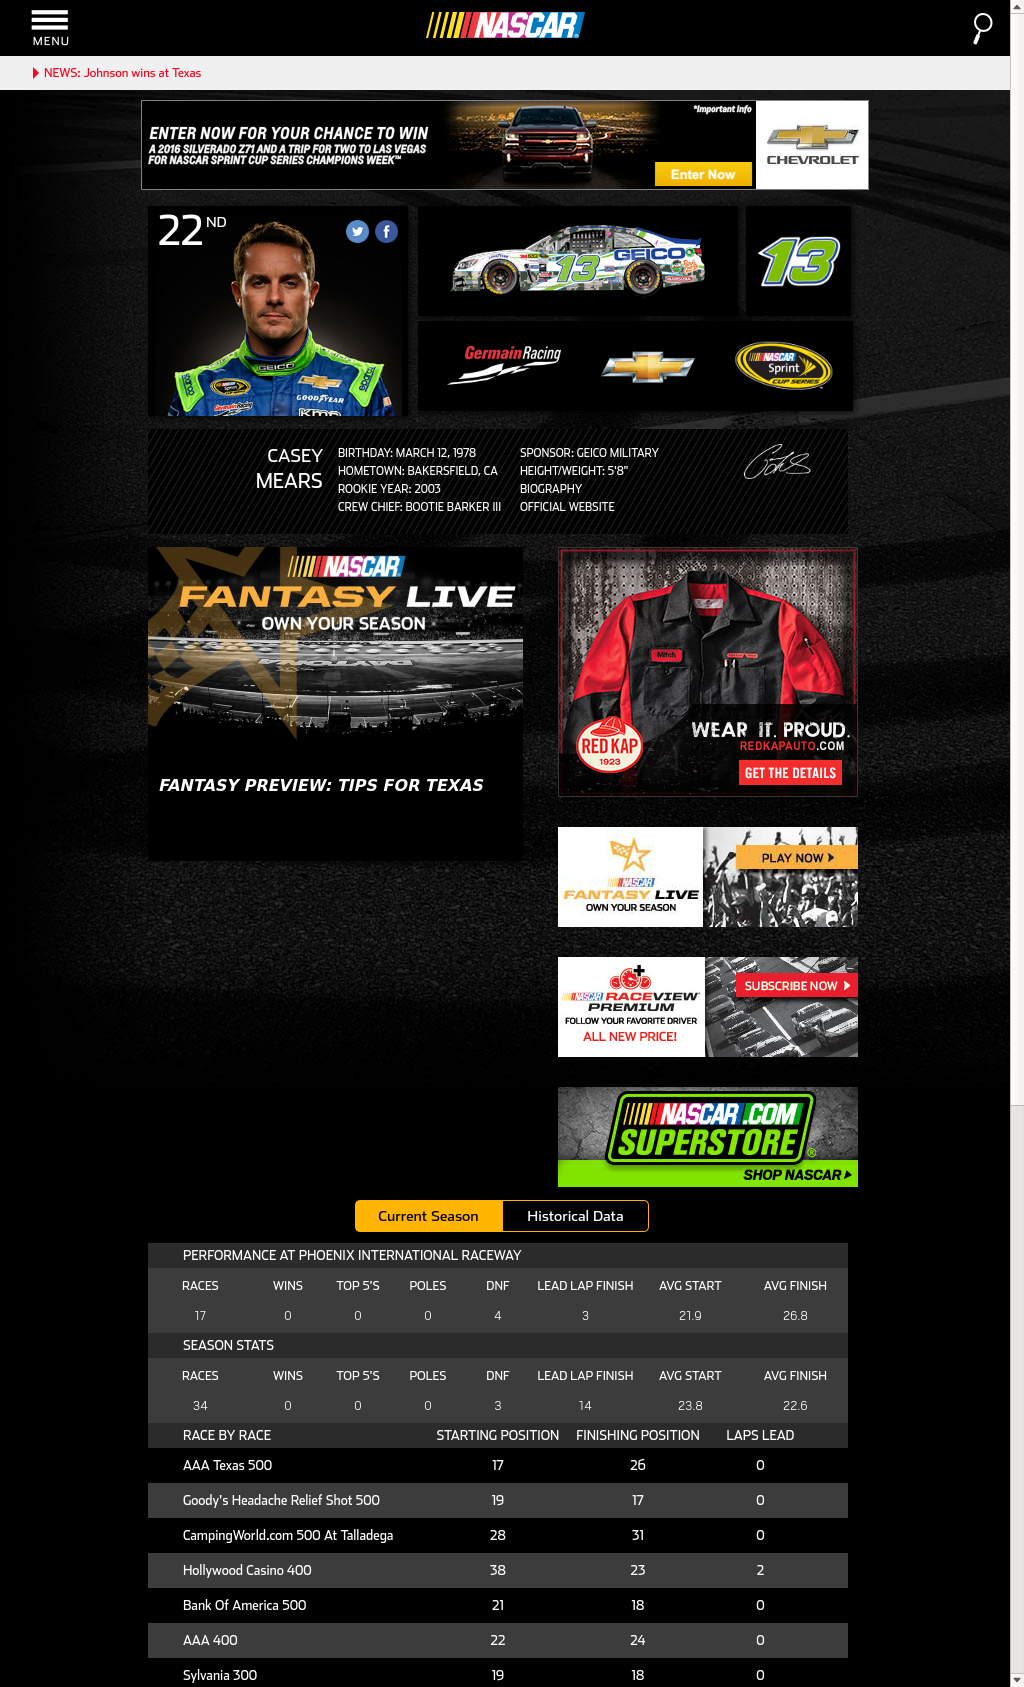 MENU
NASCAR
NEWS: Johnson wins at Texas
*Important Info
ENTER NOW FOR YOUR CHANCE TO WIN
A 2016 SILVERADO Z71 AND A TRIP FOR TWO TO LAS VEGAS
FOR NASCAR SPRINT CUP SERIES CHAMPIONS WEEK™
Enter Now
CHEVROLET
22ND
GEICO
13
13
GEICO
GOODYEAR
Germain Racing
NASCAR
Sprint
CUP SERIES
CASEY
MEARS
BIRTHDAY: MARCH 12, 1978
HOMETOWN: BAKERSFIELD, CA
ROOKIE YEAR: 2003
CREW CHIEF: BOOTIE BARKER III
SPONSOR: GEICO MILITARY
HEIGHT/WEIGHT: 5'8"
BIOGRAPHY
OFFICIAL WEBSITE
NASCAR
FANTASY LIVE
OWN YOUR SEASON
FANTASY PREVIEW: TIPS FOR TEXAS
Mitch
WEAR IT. PROUD.
REDKAPAUTO.COM
RED KAP
1923
GET THE DETAILS
NASCAR
FANTASY LIVE
OWN YOUR SEASON
PLAY NOW
NASCAR RACEVIEW
PREMIUM
FOLLOW YOUR FAVORITE DRIVER
ALL NEW PRICE!
SUBSCRIBE NOW
NASCAR.COM
SUPERSTORE®
SHOP NASCAR
Current Season Historical Data
PERFORMANCE AT PHOENIX INTERNATIONAL RACEWAY
RACES WINS TOP 5'S POLES DNF LEAD LAP FINISH AVG START AVG FINISH
17 0 0 0 4 3 21.9 26.8
SEASON STATS
RACES WINS TOP 5'S POLES DNF LEAD LAP FINISH AVG START AVG FINISH
34 0 0 0 3 14 23.8 22.6
RACE BY RACE STARTING POSITION FINISHING POSITION LAPS LEAD
AAA Texas 500 17 26 0
Goody's Headache Relief Shot 500 19 17 0
CampingWorld.com 500 At Talladega 28 31 0
Hollywood Casino 400 38 23 2
Bank Of America 500 21 18 0
AAA 400 22 24 0
Sylvania 300 19 18 0